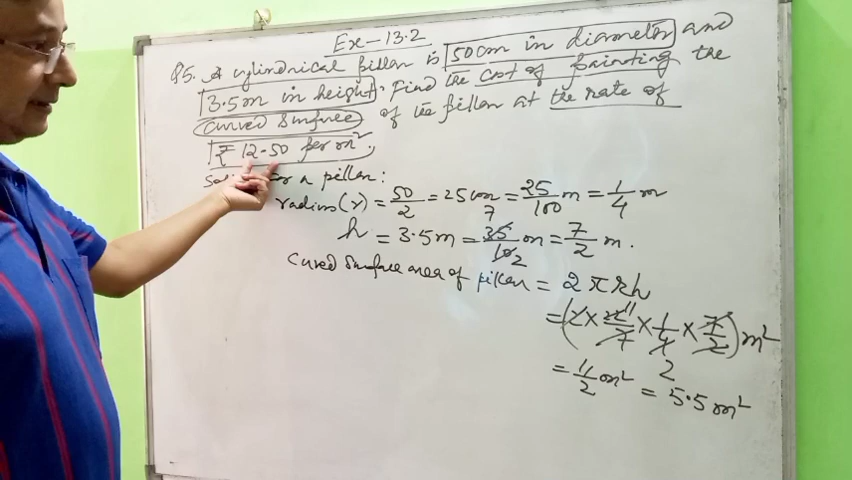 Ex-13.2
Q5. A cylindrical pillar is 50cm in diameter and
3.5m in height. Find the cost of painting the
curved surface of the pillar at the rate of
₹ 12.50 per m².
for a pillar:
radius(r) = 50/2 = 25cm = 25/100 m = 1/4 m
h = 3.5m = 35/10 m = 7/2 m.
Curved Surface area of pillar = 2πrh
= (2 × 22/7 × 1/4 × 7/2) m²
= 11/2 m² = 5.5m²